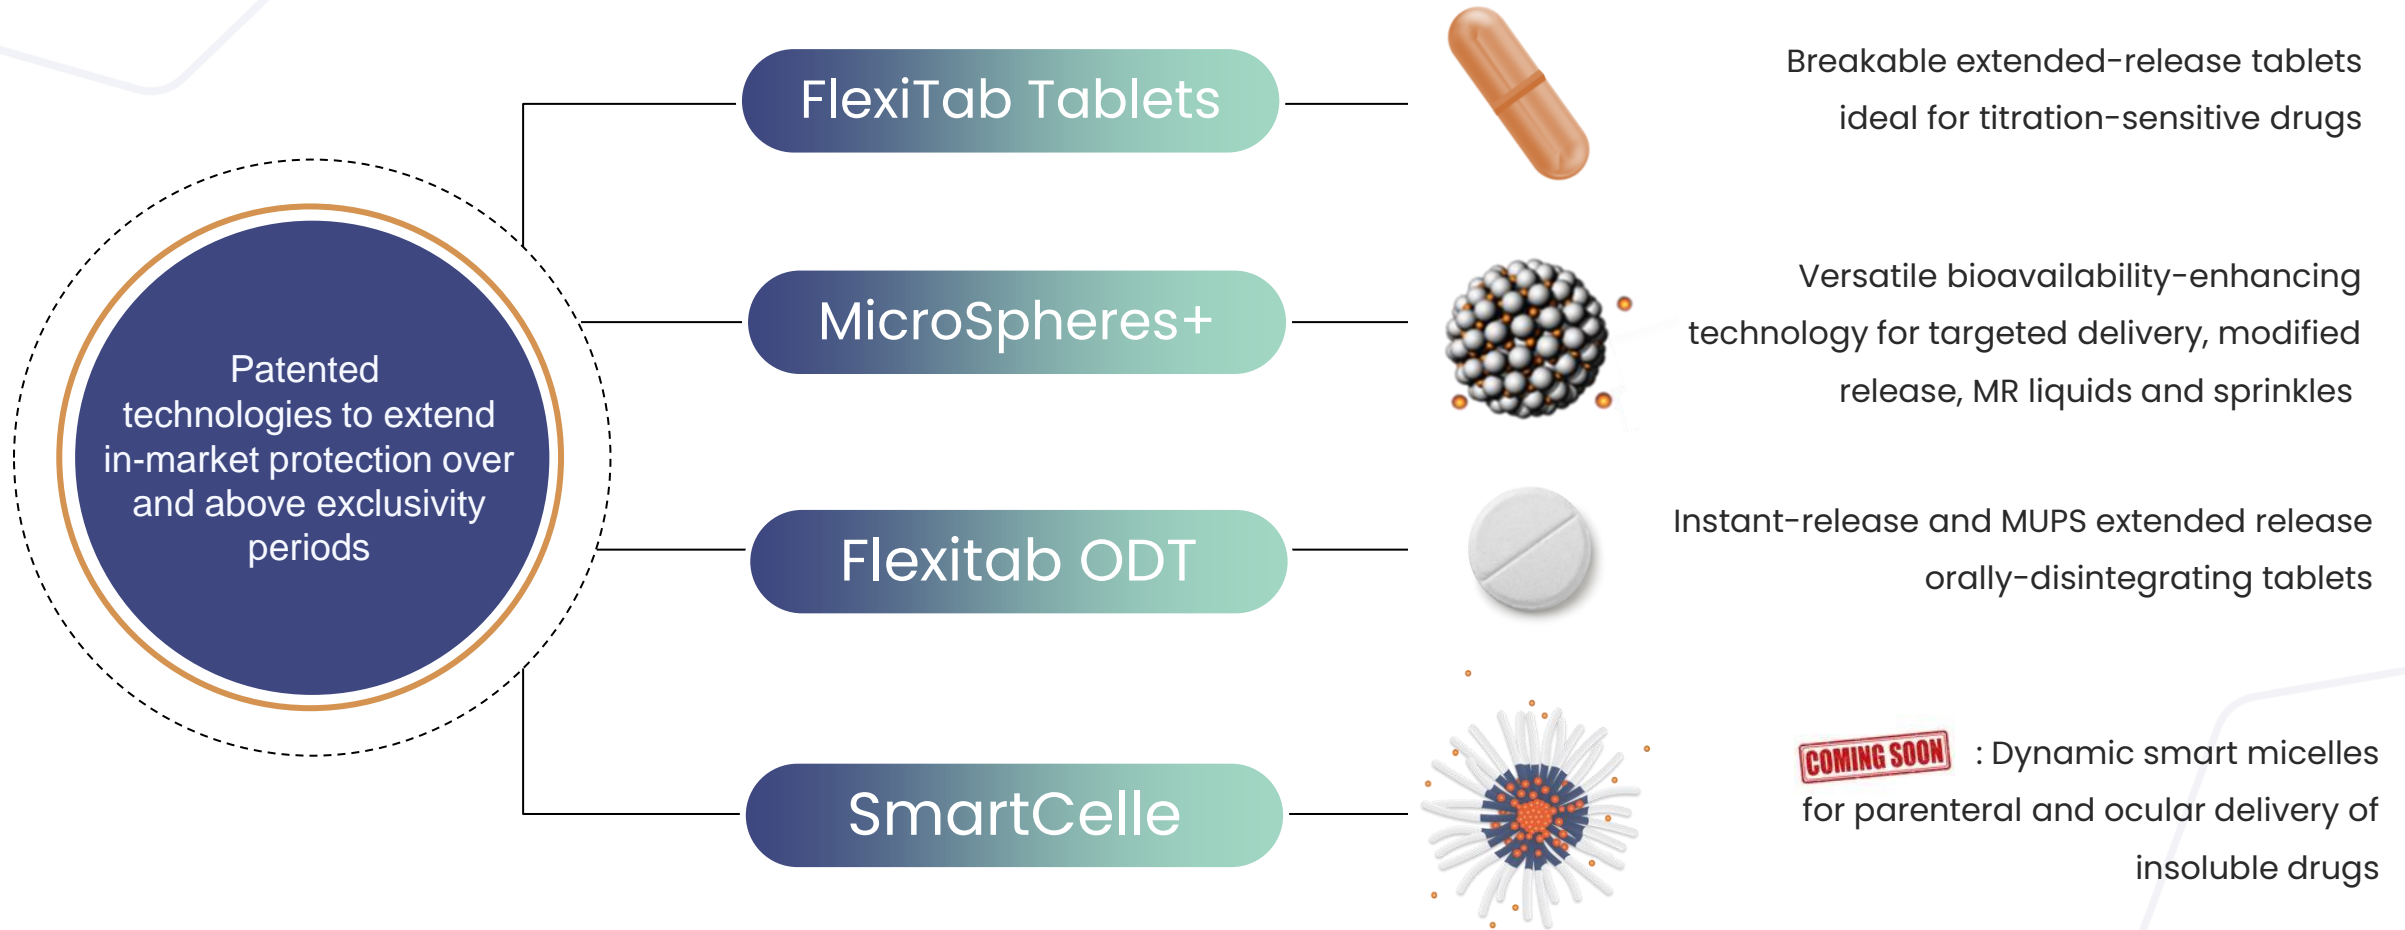 Patented
technologies to extend
in-market protection over
and above exclusivity
periods
FlexiTab Tablets
Breakable extended-release tablets
ideal for titration-sensitive drugs
MicroSpheres+
Versatile bioavailability-enhancing
technology for targeted delivery, modified
release, MR liquids and sprinkles
Flexitab ODT
Instant-release and MUPS extended release
orally-disintegrating tablets
SmartCelle
COMING SOON : Dynamic smart micelles
for parenteral and ocular delivery of
insoluble drugs